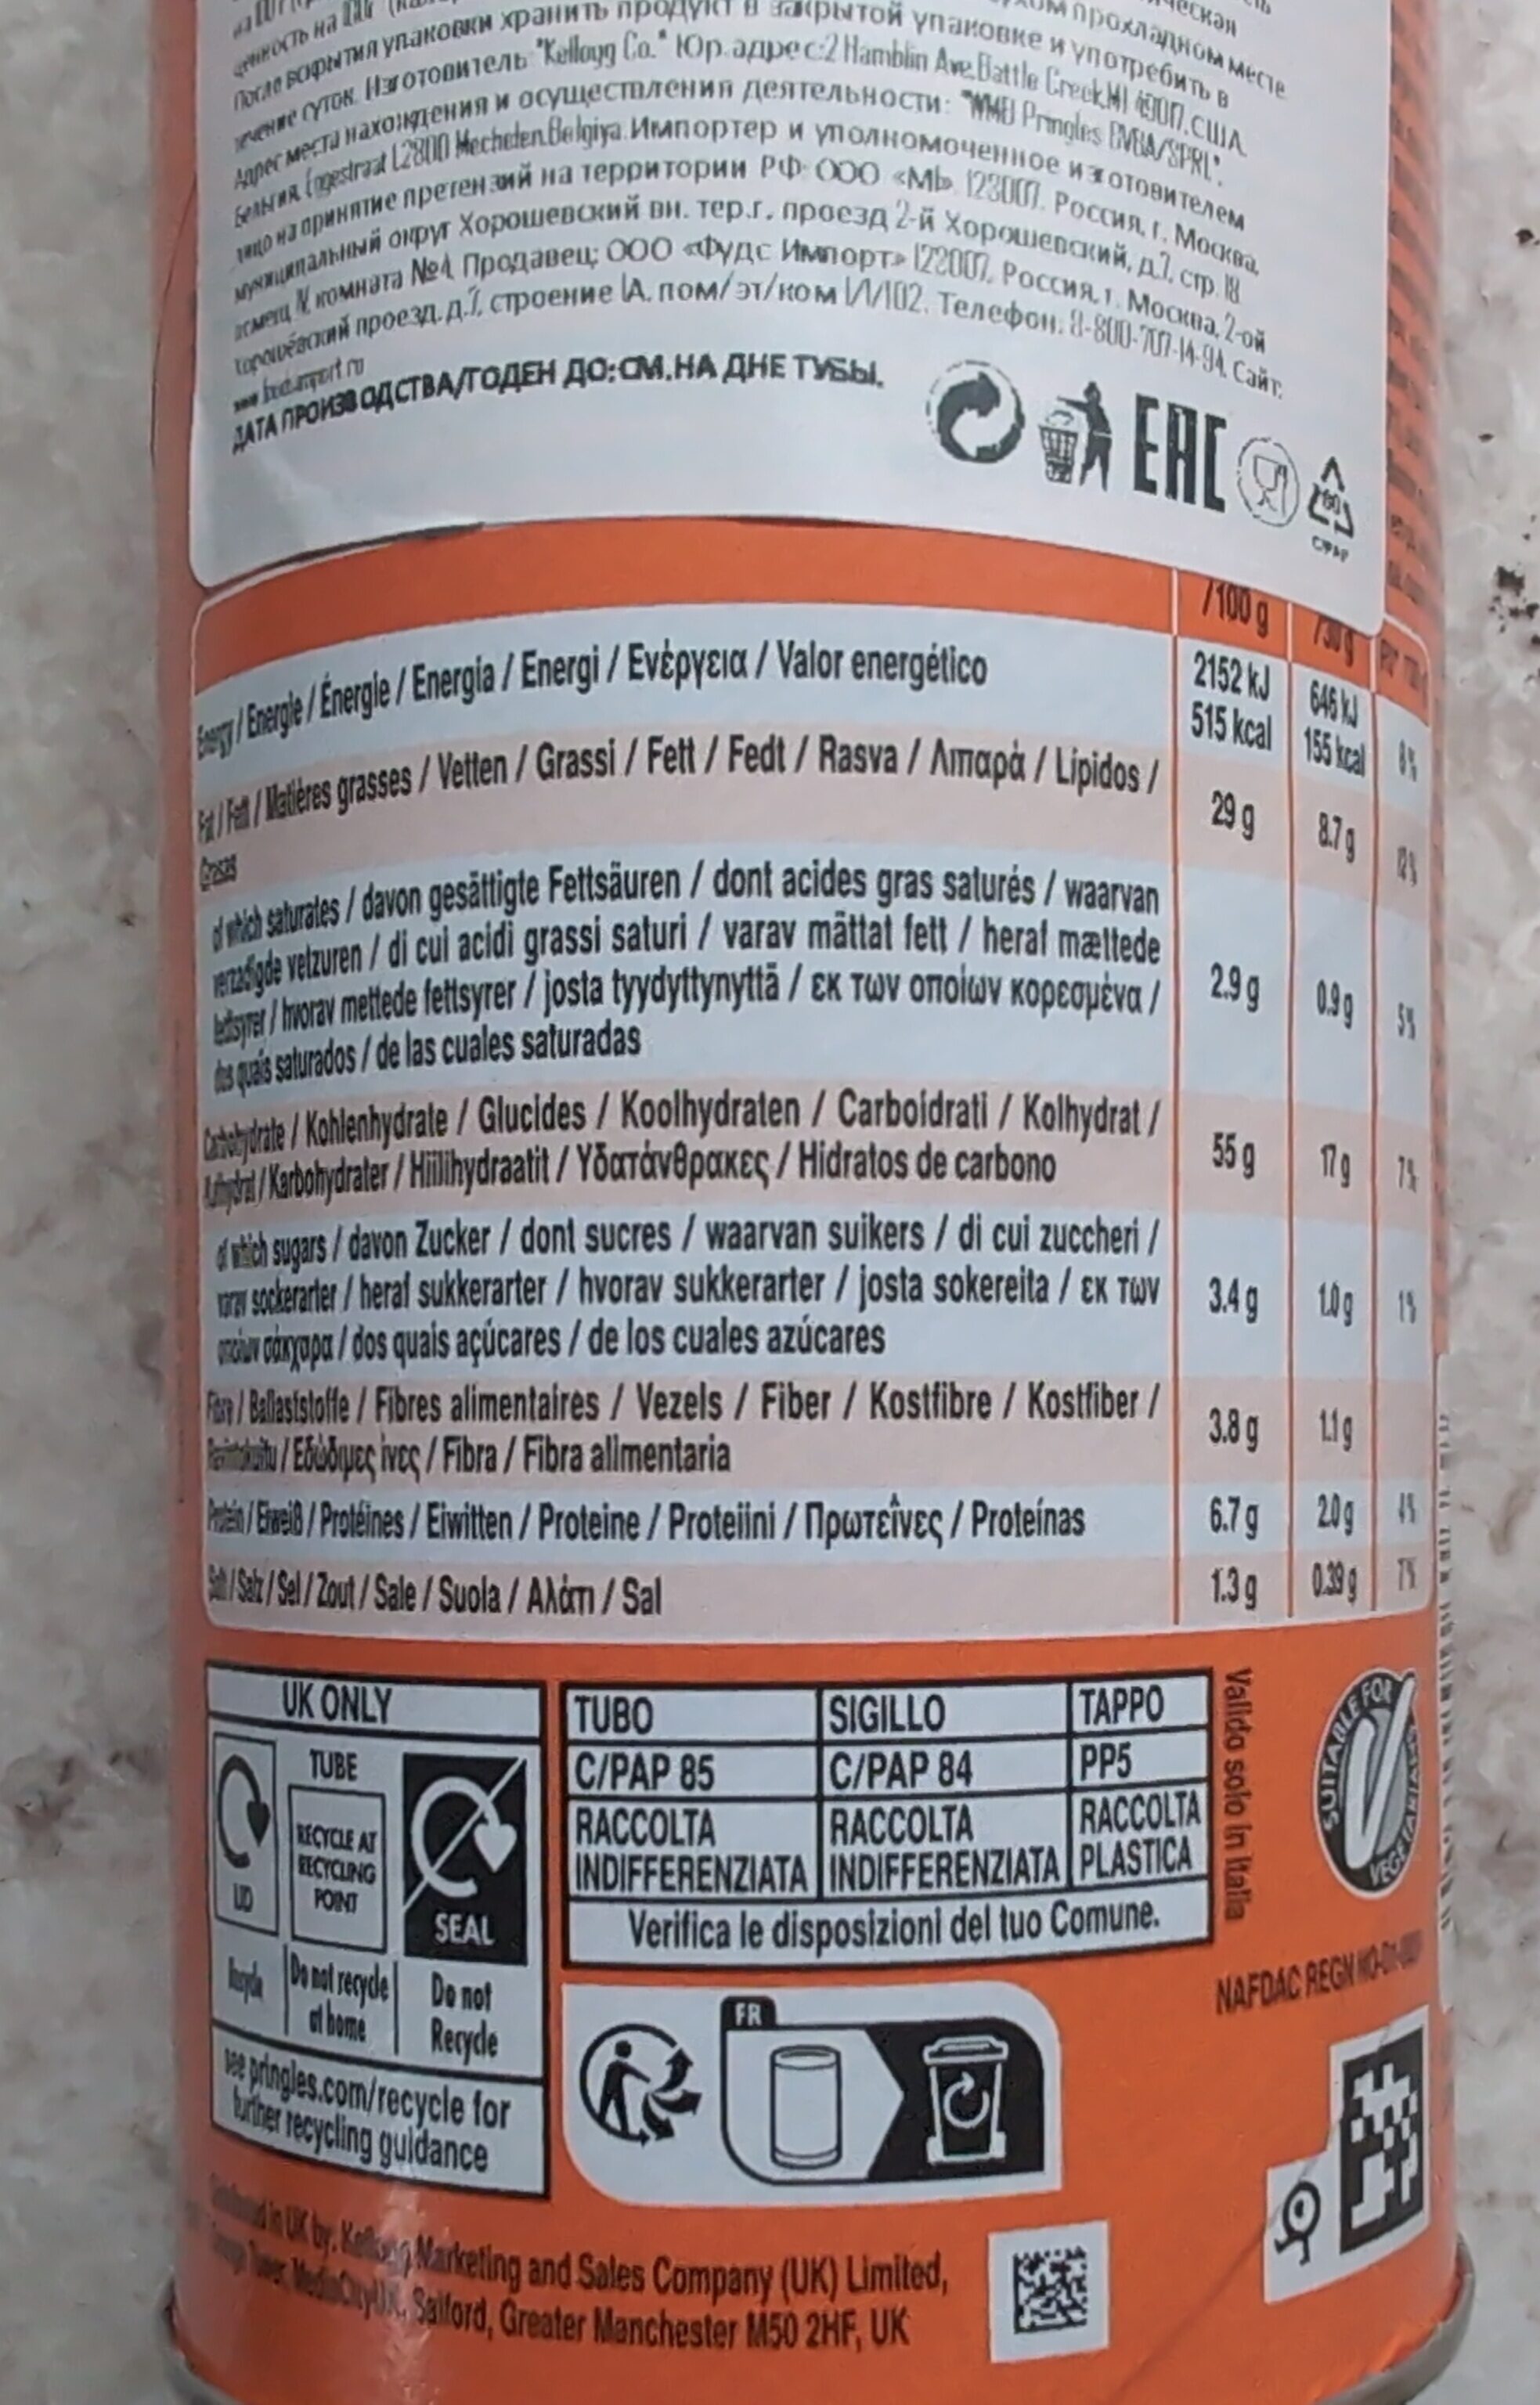 После вскрытия упаковки хранить продукт в закрытой упаковке и употребить в
течение суток. Изготовитель "Kellogg Co." Юр.адрес:2 Hamblin Ave.Battle Creek,MI 49017.США.
Адрес места нахождения и осуществления деятельности: "WMB Pringles BVBA/SPRL".
Бельгия, L2800 Mechelen.Belgiya.Импортер и уполномоченное изготовителем
лицо на принятие претензий на территории РФ: ООО 123007. Россия, г. Москва,
муниципальный округ Хорошевский вн. тер.г. проезд 2-й Хорошевский, д.7, стр. 18
комната №4. Продавец: ООО «Фудс Импорт» Россия, г. Москва, 2-ой
Хорошёвский проезд. д.7, строение 1А. пом/эт/ком Телефон: 8-800-707-14-94. Сайт:
ДАТА ПРОИЗВОДСТВА/ГОДЕН ДО:СМ.НА ДНЕ ТУБЫ.
EAC
/100 g /30 g
Energy / Energie / Énergie / Energia / Energi / Ενέργεια / Valor energético 2152 kJ 515 kcal 646 kJ 155 kcal 8%
Fat / Fett / Matières grasses / Vetten / Grassi / Fett / Fedt / Rasva / Λιπαρά / Lípidos / 29 g 8.7 g 12%
Grasas
of which saturates / davon gesättigte Fettsäuren / dont acides gras saturés / waarvan
verzadigde vetzuren / di cui acidi grassi saturi / varav mättat fett / heraf mættede
fedtsyrer / hvorav mettede fettsyrer / josta tyydyttynyttä / εκ των οποίων κορεσμένα / 2.9 g 0.9 g 5%
dos quais saturados / de las cuales saturadas
Carbohydrate / Kohlenhydrate / Glucides / Koolhydraten / Carboidrati / Kolhydrat /
Kulhydrat / Karbohydrater / Hiilihydraatit / Υδατάνθρακες / Hidratos de carbono 55 g 17 g 7%
of which sugars / davon Zucker / dont sucres / waarvan suikers / di cui zuccheri /
varav sockerarter / heraf sukkerarter / hvorav sukkerarter / josta sokereita / εκ των 3.4 g 1.0 g 1%
οποίων σάκχαρα / dos quais açúcares / de los cuales azúcares
Fibre / Ballaststoffe / Fibres alimentaires / Vezels / Fiber / Kostfibre / Kostfiber / 3.8 g 1.1 g
Ravintokuitu / Εδώδιμες ίνες / Fibra / Fibra alimentaria
Protein / Eiweiß / Protéines / Eiwitten / Proteine / Proteiini / Πρωτεΐνες / Proteínas 6.7 g 2.0 g 4%
Salt / Salz / Sel / Zout / Sale / Suola / Αλάτι / Sal 1.3 g 0.39 g 7%
UK ONLY
LID
Recycle
TUBE
RECYCLE AT
RECYCLING
POINT
Do not recycle
at home
SEAL
Do not
Recycle
see pringles.com/recycle for
further recycling guidance
TUBO SIGILLO TAPPO
C/PAP 85 C/PAP 84 PP5
RACCOLTA RACCOLTA RACCOLTA
INDIFFERENZIATA INDIFFERENZIATA PLASTICA
Verifica le disposizioni del tuo Comune.
Valido solo in Italia
SUITABLE FOR
VEGETARIANS
NAFDAC REGN NO
FR
Distributed in UK by: Kellogg Marketing and Sales Company (UK) Limited,
Orange Tower, MediaCityUK, Salford, Greater Manchester M50 2HF, UK